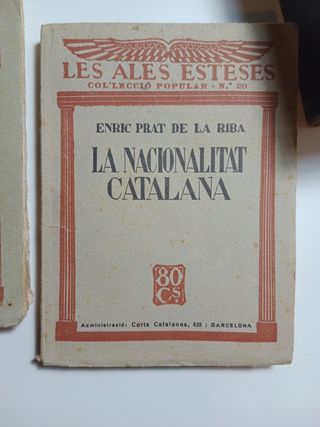 LES ALES ESTESES
COL·LECCIÓ POPULAR - N.º 20
ENRIC PRAT DE LA RIBA
LA NACIONALITAT
CATALANA
80
Cs
Administració: Corts Catalanes, 423 : BARCELONA